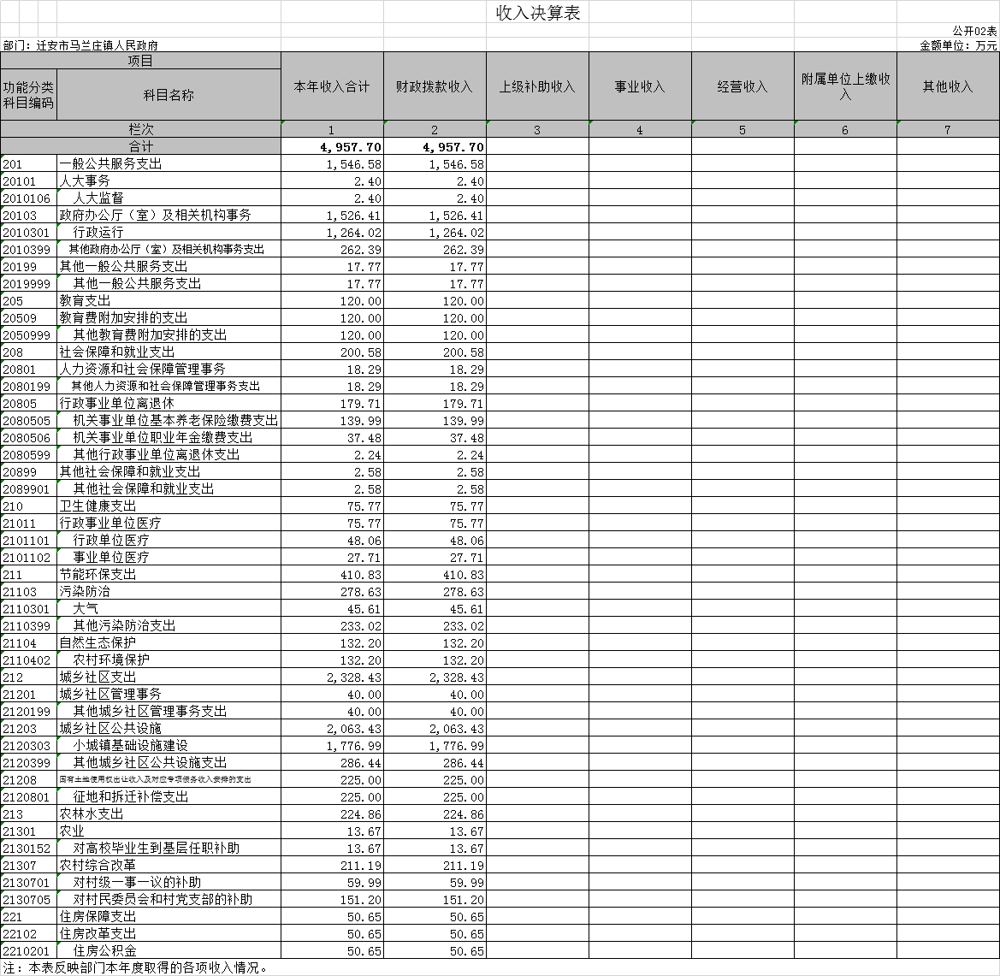 收入决算表
公开02表
部门：迁安市马兰庄镇人民政府 金额单位：万元
项目 本年收入合计 财政拨款收入 上级补助收入 事业收入 经营收入 附属单位上缴收入 其他收入
功能分类科目编码 科目名称
栏次 1 2 3 4 5 6 7
合计 4,957.70 4,957.70
201 一般公共服务支出 1,546.58 1,546.58
20101 人大事务 2.40 2.40
2010106 人大监督 2.40 2.40
20103 政府办公厅（室）及相关机构事务 1,526.41 1,526.41
2010301 行政运行 1,264.02 1,264.02
2010399 其他政府办公厅（室）及相关机构事务支出 262.39 262.39
20199 其他一般公共服务支出 17.77 17.77
2019999 其他一般公共服务支出 17.77 17.77
205 教育支出 120.00 120.00
20509 教育费附加安排的支出 120.00 120.00
2050999 其他教育费附加安排的支出 120.00 120.00
208 社会保障和就业支出 200.58 200.58
20801 人力资源和社会保障管理事务 18.29 18.29
2080199 其他人力资源和社会保障管理事务支出 18.29 18.29
20805 行政事业单位离退休 179.71 179.71
2080505 机关事业单位基本养老保险缴费支出 139.99 139.99
2080506 机关事业单位职业年金缴费支出 37.48 37.48
2080599 其他行政事业单位离退休支出 2.24 2.24
20899 其他社会保障和就业支出 2.58 2.58
2089901 其他社会保障和就业支出 2.58 2.58
210 卫生健康支出 75.77 75.77
21011 行政事业单位医疗 75.77 75.77
2101101 行政单位医疗 48.06 48.06
2101102 事业单位医疗 27.71 27.71
211 节能环保支出 410.83 410.83
21103 污染防治 278.63 278.63
2110301 大气 45.61 45.61
2110399 其他污染防治支出 233.02 233.02
21104 自然生态保护 132.20 132.20
2110402 农村环境保护 132.20 132.20
212 城乡社区支出 2,328.43 2,328.43
21201 城乡社区管理事务 40.00 40.00
2120199 其他城乡社区管理事务支出 40.00 40.00
21203 城乡社区公共设施 2,063.43 2,063.43
2120303 小城镇基础设施建设 1,776.99 1,776.99
2120399 其他城乡社区公共设施支出 286.44 286.44
21208 国有土地使用权出让收入及对应专项债务收入安排的支出 225.00 225.00
2120801 征地和拆迁补偿支出 225.00 225.00
213 农林水支出 224.86 224.86
21301 农业 13.67 13.67
2130152 对高校毕业生到基层任职补助 13.67 13.67
21307 农村综合改革 211.19 211.19
2130701 对村级一事一议的补助 59.99 59.99
2130705 对村民委员会和村党支部的补助 151.20 151.20
221 住房保障支出 50.65 50.65
22102 住房改革支出 50.65 50.65
2210201 住房公积金 50.65 50.65
注：本表反映部门本年度取得的各项收入情况。